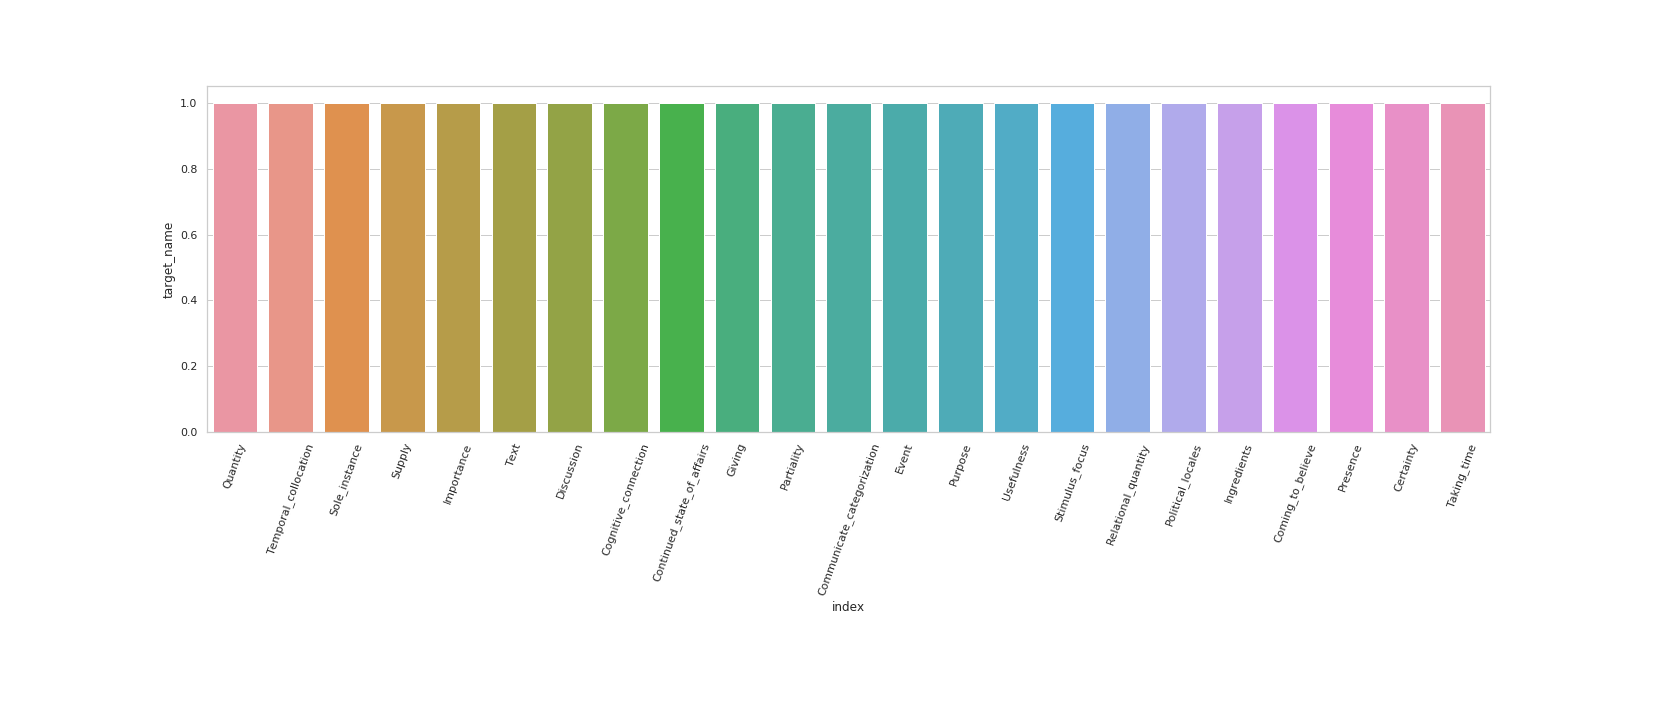 1.0
0.8
0.6
0.4
0.2
0.0
target_name
Quantity
Temporal_collocation
Sole_instance
Supply
Importance
Text
Discussion
Cognitive_connection
Continued_state_of_affairs
Giving
Partiality
Communicate_categorization
Event
Purpose
Usefulness
Stimulus_focus
Relational_quantity
Political_locales
Ingredients
Coming_to_believe
Presence
Certainty
Taking_time
index